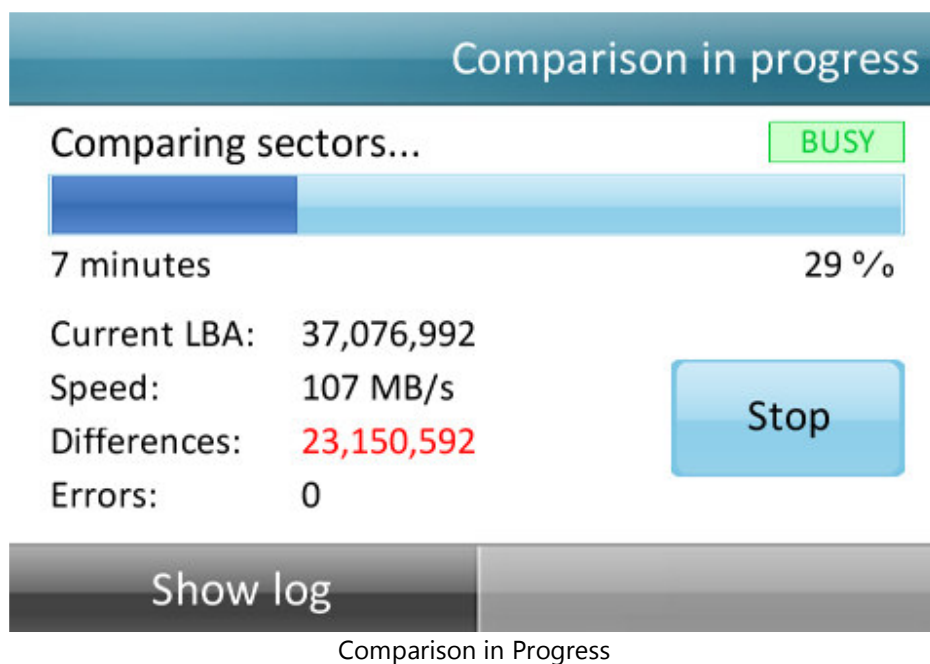 Comparison in progress
Comparing sectors... BUSY
7 minutes 29 %
Current LBA: 37,076,992
Speed: 107 MB/s
Stop
Differences: 23,150,592
Errors: 0
Show log
Comparison in Progress